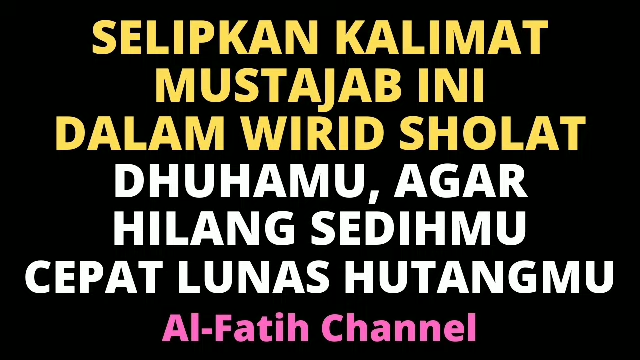 SELIPKAN KALIMAT
MUSTAJAB INI
DALAM WIRID SHOLAT
DHUHAMU, AGAR
HILANG SEDIHMU
CEPAT LUNAS HUTANGMU
Al-Fatih Channel